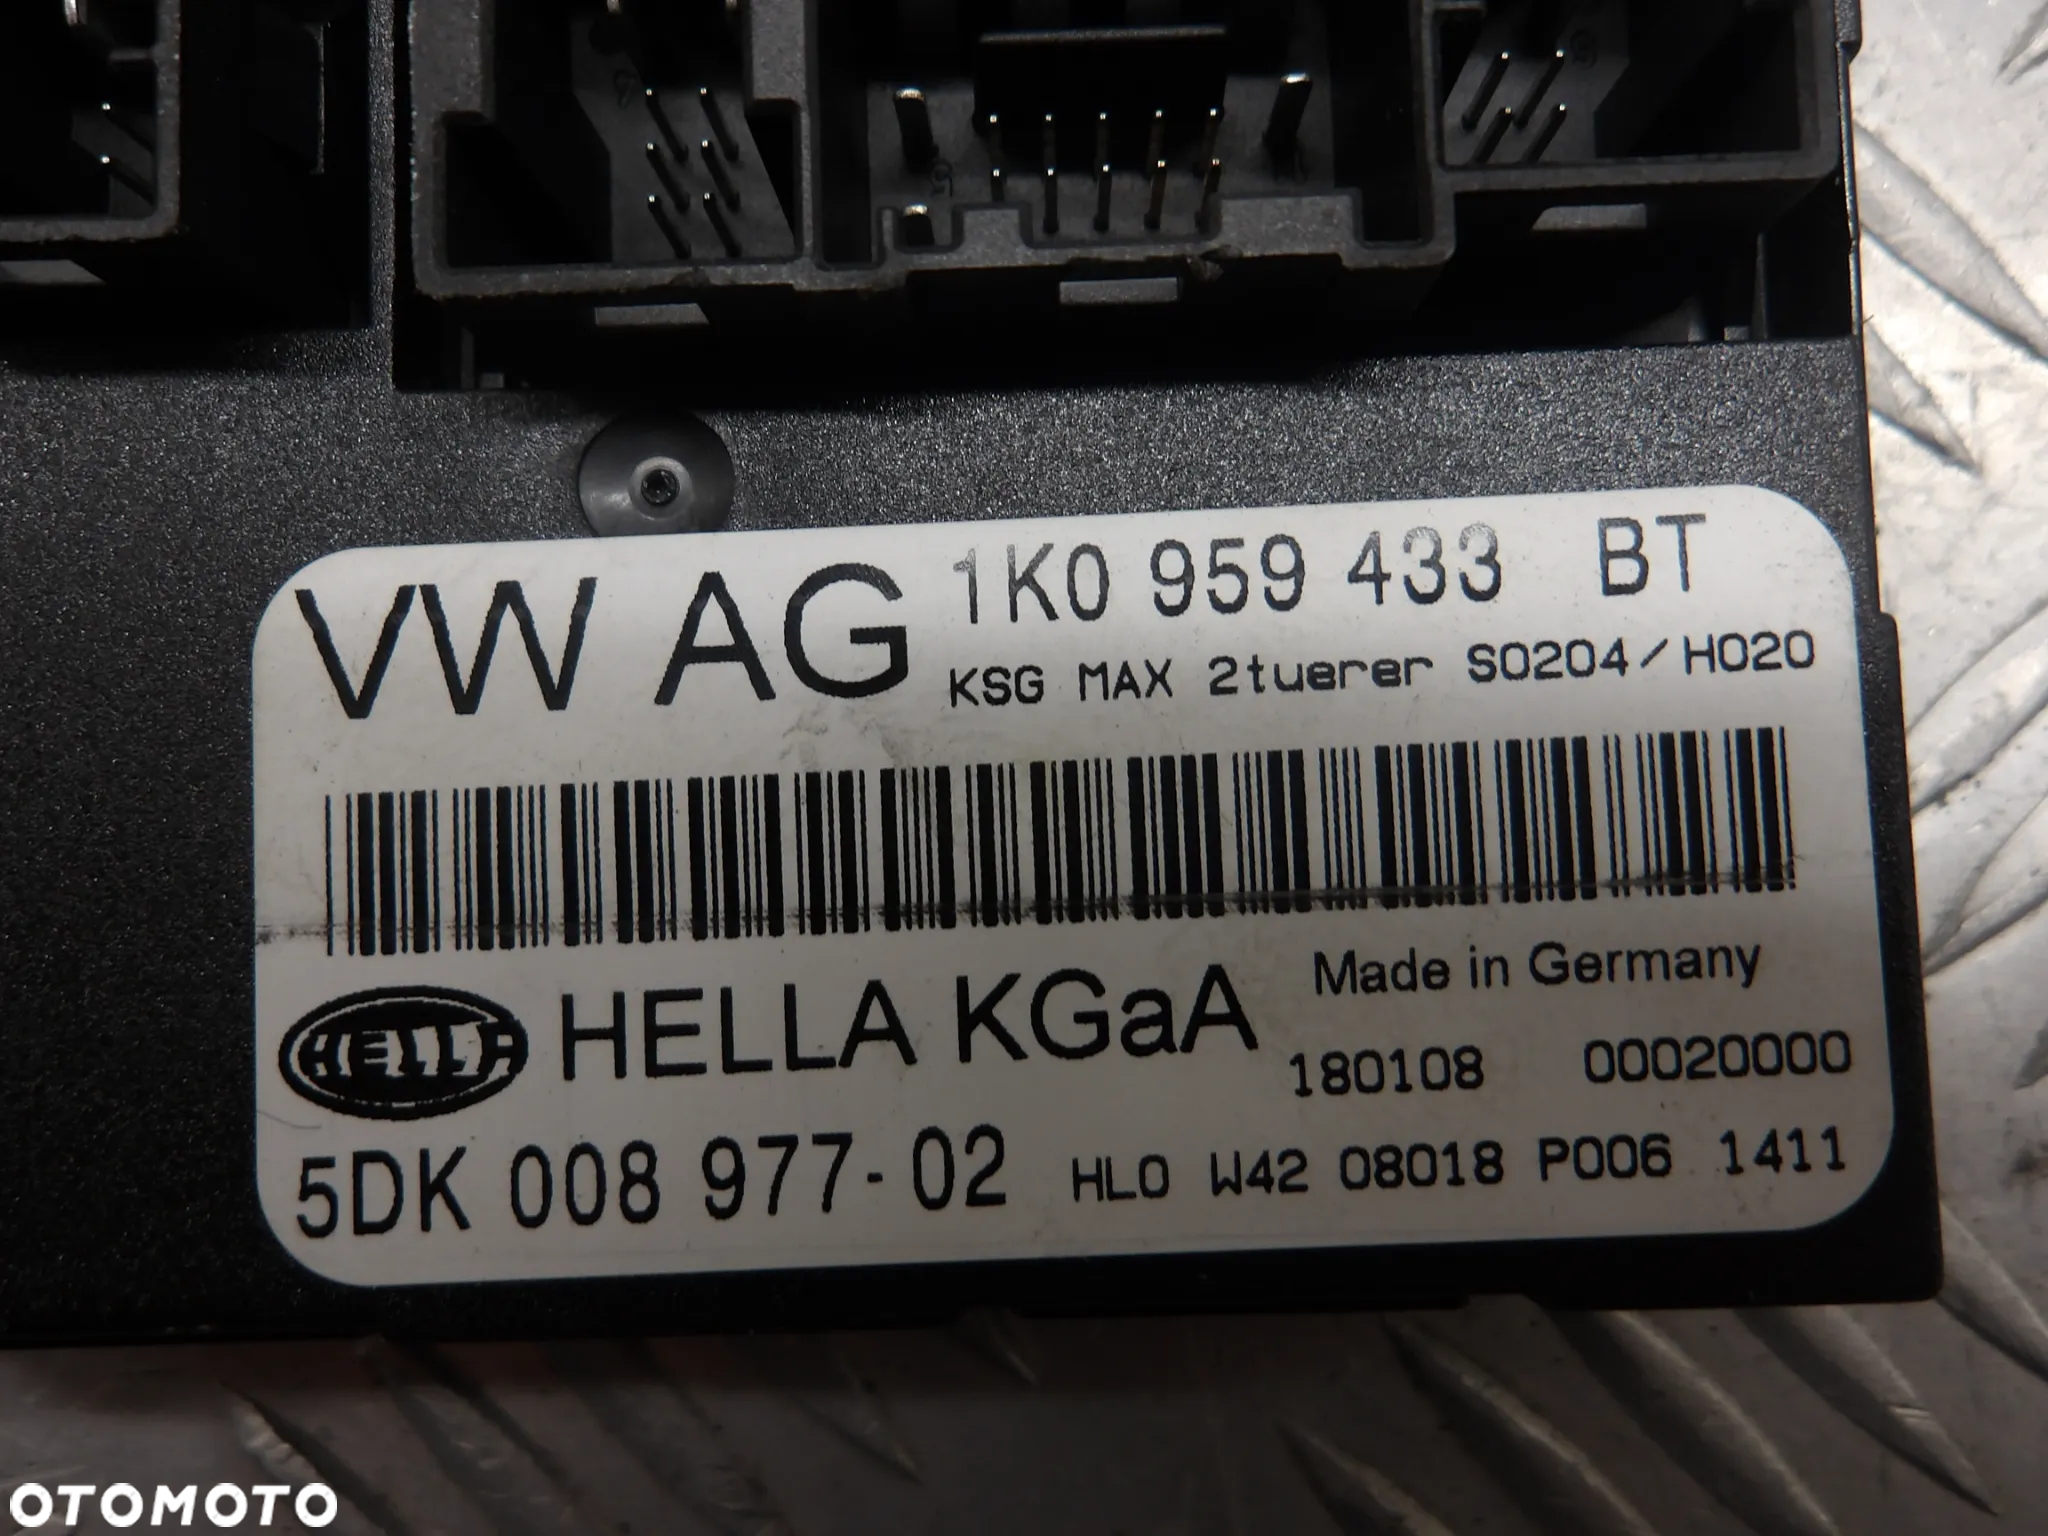 VW AG 1K0 959 433 BT
KSG MAX 2tuerer S0204/H020
HELLA HELLA KGaA Made in Germany
180108 00020000
5DK 008 977-02 HL0 W42 08018 P006 1411
OTOMOTO